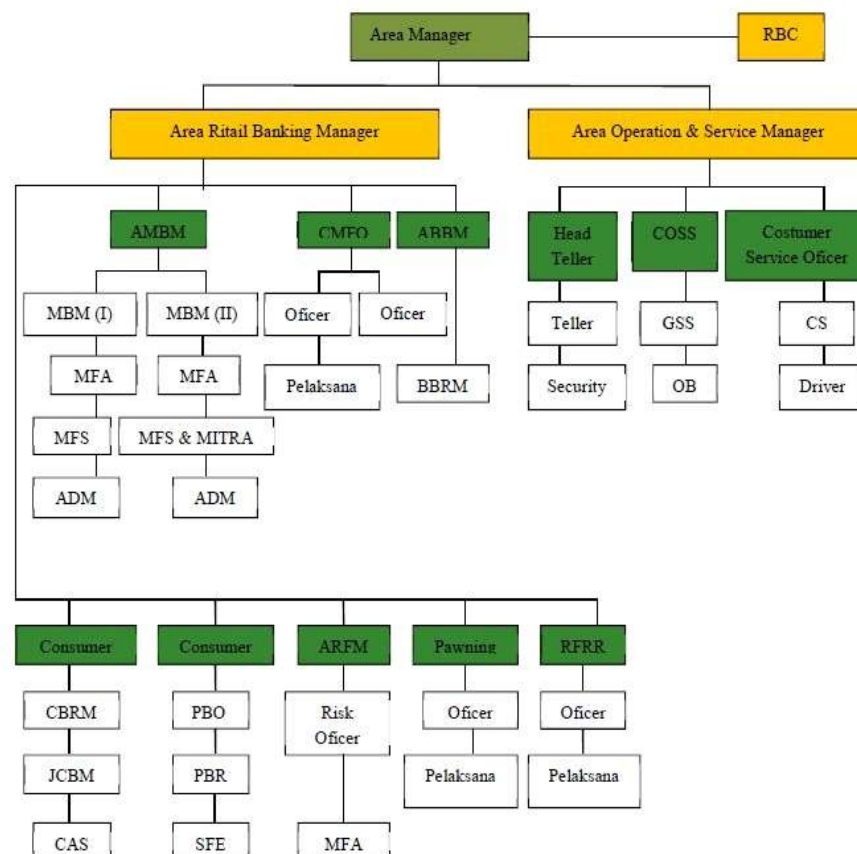 Area Manager
RBC
Area Ritail Banking Manager
Area Operation & Service Manager
AMBM
CMFO
ABBM
Head
Teller
COSS
Costumer
Service Oficer
MBM (I)
MBM (II)
Oficer
Oficer
Teller
GSS
CS
MFA
MFA
Pelaksana
BBRM
Security
OB
Driver
MFS
MFS & MITRA
ADM
ADM
Consumer
Consumer
ARFM
Pawning
RFRR
CBRM
PBO
Risk
Oficer
Oficer
Oficer
JCBM
PBR
Pelaksana
Pelaksana
CAS
SFE
MFA